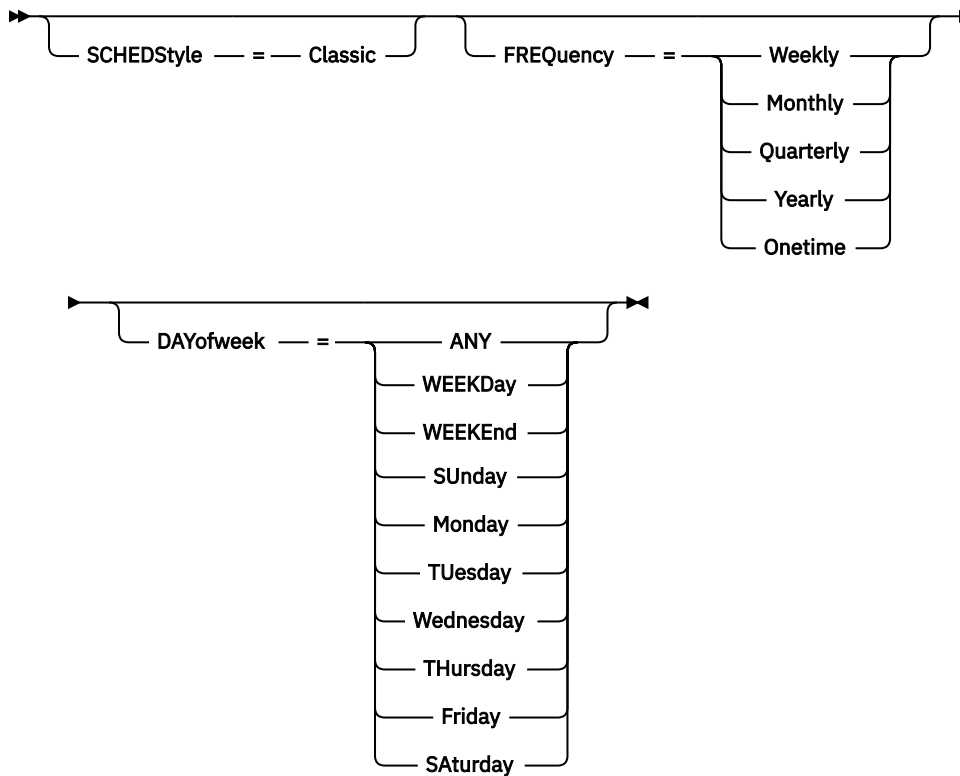 SCHEDStyle = Classic FREQuency = Weekly
Monthly
Quarterly
Yearly
Onetime
DAYofweek = ANY
WEEKDay
WEEKEnd
SUnday
Monday
TUesday
Wednesday
THursday
Friday
SAturday